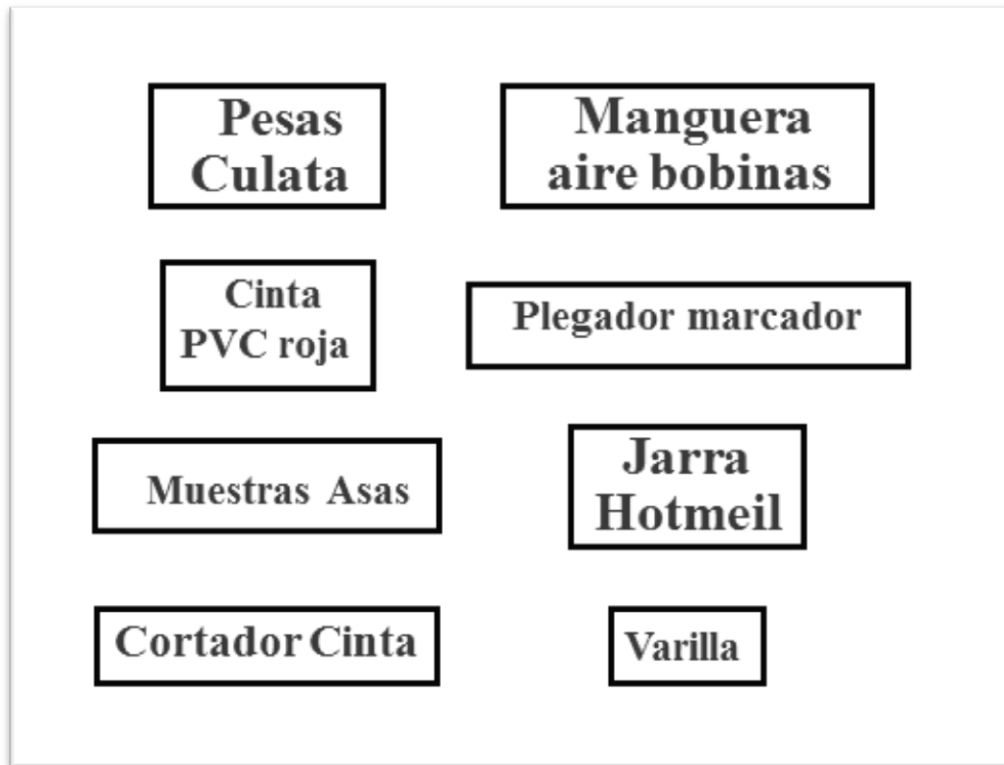 Pesas
Culata
Manguera
aire bobinas
Cinta
PVC roja
Plegador marcador
Muestras Asas
Jarra
Hotmeil
Cortador Cinta
Varilla